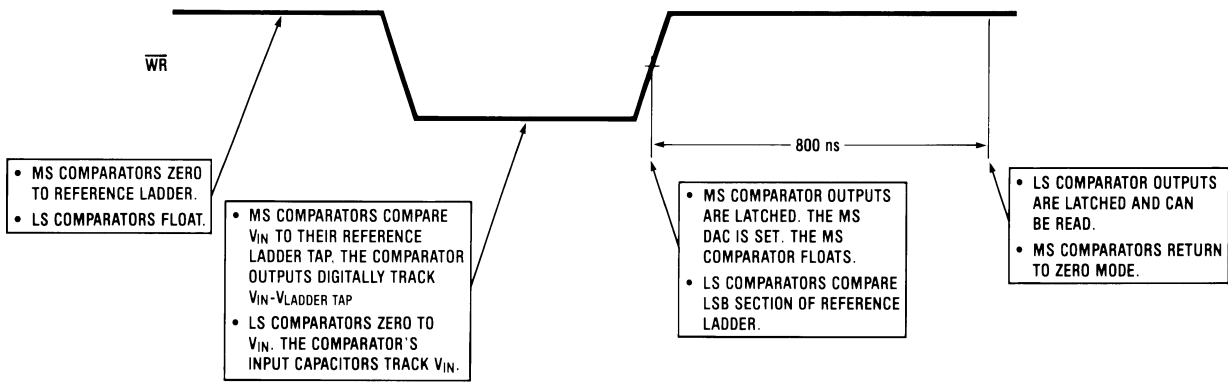 WR
800 ns
• MS COMPARATORS ZERO
TO REFERENCE LADDER.
• LS COMPARATORS FLOAT.
• MS COMPARATORS COMPARE
VIN TO THEIR REFERENCE
LADDER TAP. THE COMPARATOR
OUTPUTS DIGITALLY TRACK
VIN-VLADDER TAP
• LS COMPARATORS ZERO TO
VIN. THE COMPARATOR'S
INPUT CAPACITORS TRACK VIN.
• MS COMPARATOR OUTPUTS
ARE LATCHED. THE MS
DAC IS SET. THE MS
COMPARATOR FLOATS.
• LS COMPARATORS COMPARE
LSB SECTION OF REFERENCE
LADDER.
• LS COMPARATOR OUTPUTS
ARE LATCHED AND CAN
BE READ.
• MS COMPARATORS RETURN
TO ZERO MODE.